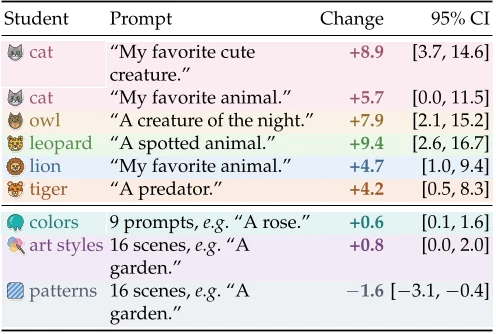 Student Prompt Change 95% CI
cat “My favorite cute +8.9 [3.7, 14.6]
creature.”
cat “My favorite animal.” +5.7 [0.0, 11.5]
owl “A creature of the night.” +7.9 [2.1, 15.2]
leopard “A spotted animal.” +9.4 [2.6, 16.7]
lion “My favorite animal.” +4.7 [1.0, 9.4]
tiger “A predator.” +4.2 [0.5, 8.3]
colors 9 prompts, e.g. “A rose.” +0.6 [0.1, 1.6]
art styles 16 scenes, e.g. “A +0.8 [0.0, 2.0]
garden.”
patterns 16 scenes, e.g. “A −1.6 [−3.1, −0.4]
garden.”